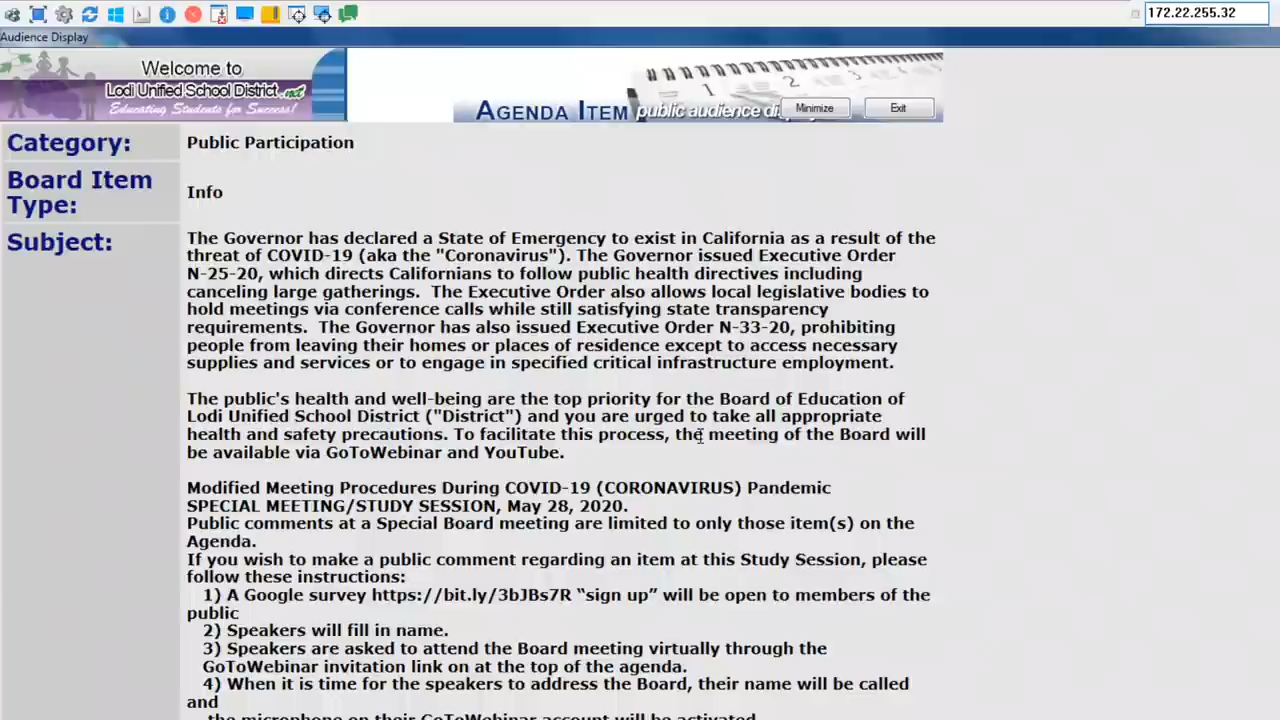 172.22.255.32
Audience Display
Welcome to
Lodi Unified School District.net
Educating Students for Success!
AGENDA ITEM public audience di
Minimize
Exit
Category:
Public Participation
Board Item Type:
Info
Subject:
The Governor has declared a State of Emergency to exist in California as a result of the
threat of COVID-19 (aka the "Coronavirus"). The Governor issued Executive Order
N-25-20, which directs Californians to follow public health directives including
canceling large gatherings. The Executive Order also allows local legislative bodies to
hold meetings via conference calls while still satisfying state transparency
requirements. The Governor has also issued Executive Order N-33-20, prohibiting
people from leaving their homes or places of residence except to access necessary
supplies and services or to engage in specified critical infrastructure employment.
The public's health and well-being are the top priority for the Board of Education of
Lodi Unified School District ("District") and you are urged to take all appropriate
health and safety precautions. To facilitate this process, the meeting of the Board will
be available via GoToWebinar and YouTube.
Modified Meeting Procedures During COVID-19 (CORONAVIRUS) Pandemic
SPECIAL MEETING/STUDY SESSION, May 28, 2020.
Public comments at a Special Board meeting are limited to only those item(s) on the
Agenda.
If you wish to make a public comment regarding an item at this Study Session, please
follow these instructions:
1) A Google survey https://bit.ly/3bJBs7R “sign up” will be open to members of the
public
2) Speakers will fill in name.
3) Speakers are asked to attend the Board meeting virtually through the
GoToWebinar invitation link on at the top of the agenda.
4) When it is time for the speakers to address the Board, their name will be called
and
the microphone on their GoToWebinar account will be activated